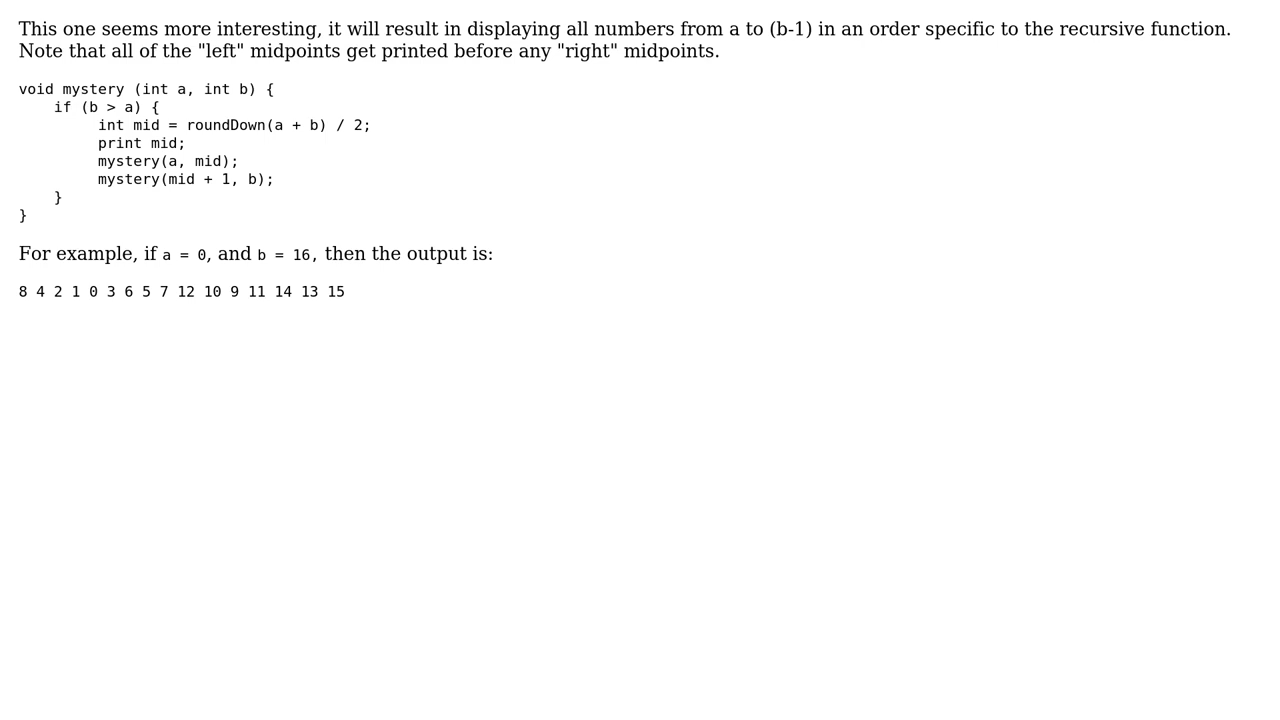 This one seems more interesting, it will result in displaying all numbers from a to (b-1) in an order specific to the recursive function.
Note that all of the "left" midpoints get printed before any "right" midpoints.
void mystery (int a, int b) {
    if (b > a) {
         int mid = roundDown(a + b) / 2;
         print mid;
         mystery(a, mid);
         mystery(mid + 1, b);
    }
}
For example, if a = 0, and b = 16, then the output is:
8 4 2 1 0 3 6 5 7 12 10 9 11 14 13 15